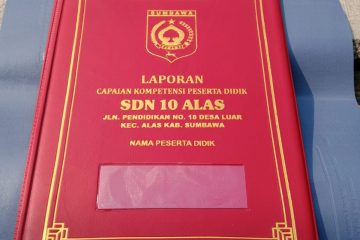 SUMBAWA
LAPORAN
CAPAIAN KOMPETENSI PESERTA DIDIK
SDN 10 ALAS
JLN. PENDIDIKAN NO. 18 DESA LUAR
KEC. ALAS KAB. SUMBAWA
NAMA PESERTA DIDIK